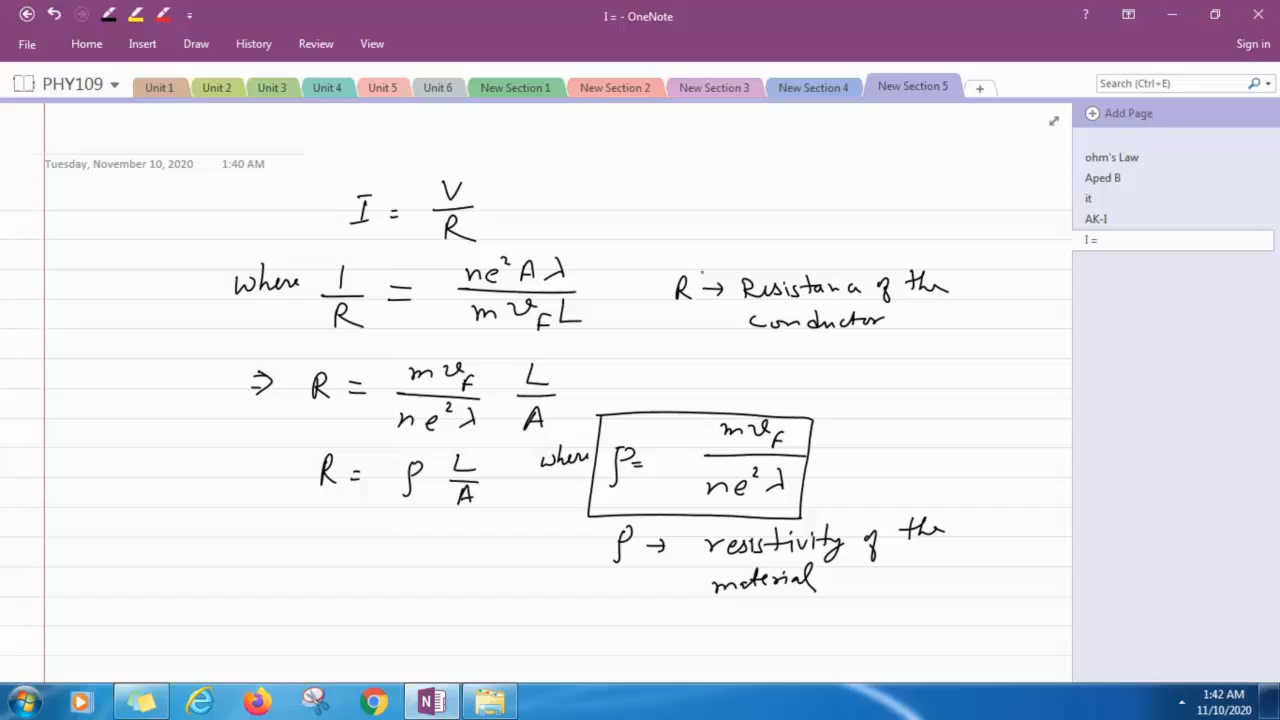 I = - OneNote
?
File
Home
Insert
Draw
History
Review
View
Sign in
PHY109
Unit 1
Unit 2
Unit 3
Unit 4
Unit 5
Unit 6
New Section 1
New Section 2
New Section 3
New Section 4
New Section 5
+
Search (Ctrl+E)
Add Page
ohm's Law
Aped B
it
AK-I
I =
Tuesday, November 10, 2020 1:40 AM
I = V/R
where 1/R = ne²Aλ / mv_F L
R → Resistana of the
conductor
⇒ R = mv_F / ne²λ L/A
R = ρ L/A where ρ = mv_F / ne²λ
ρ → resistivity of the
material
1:42 AM
11/10/2020